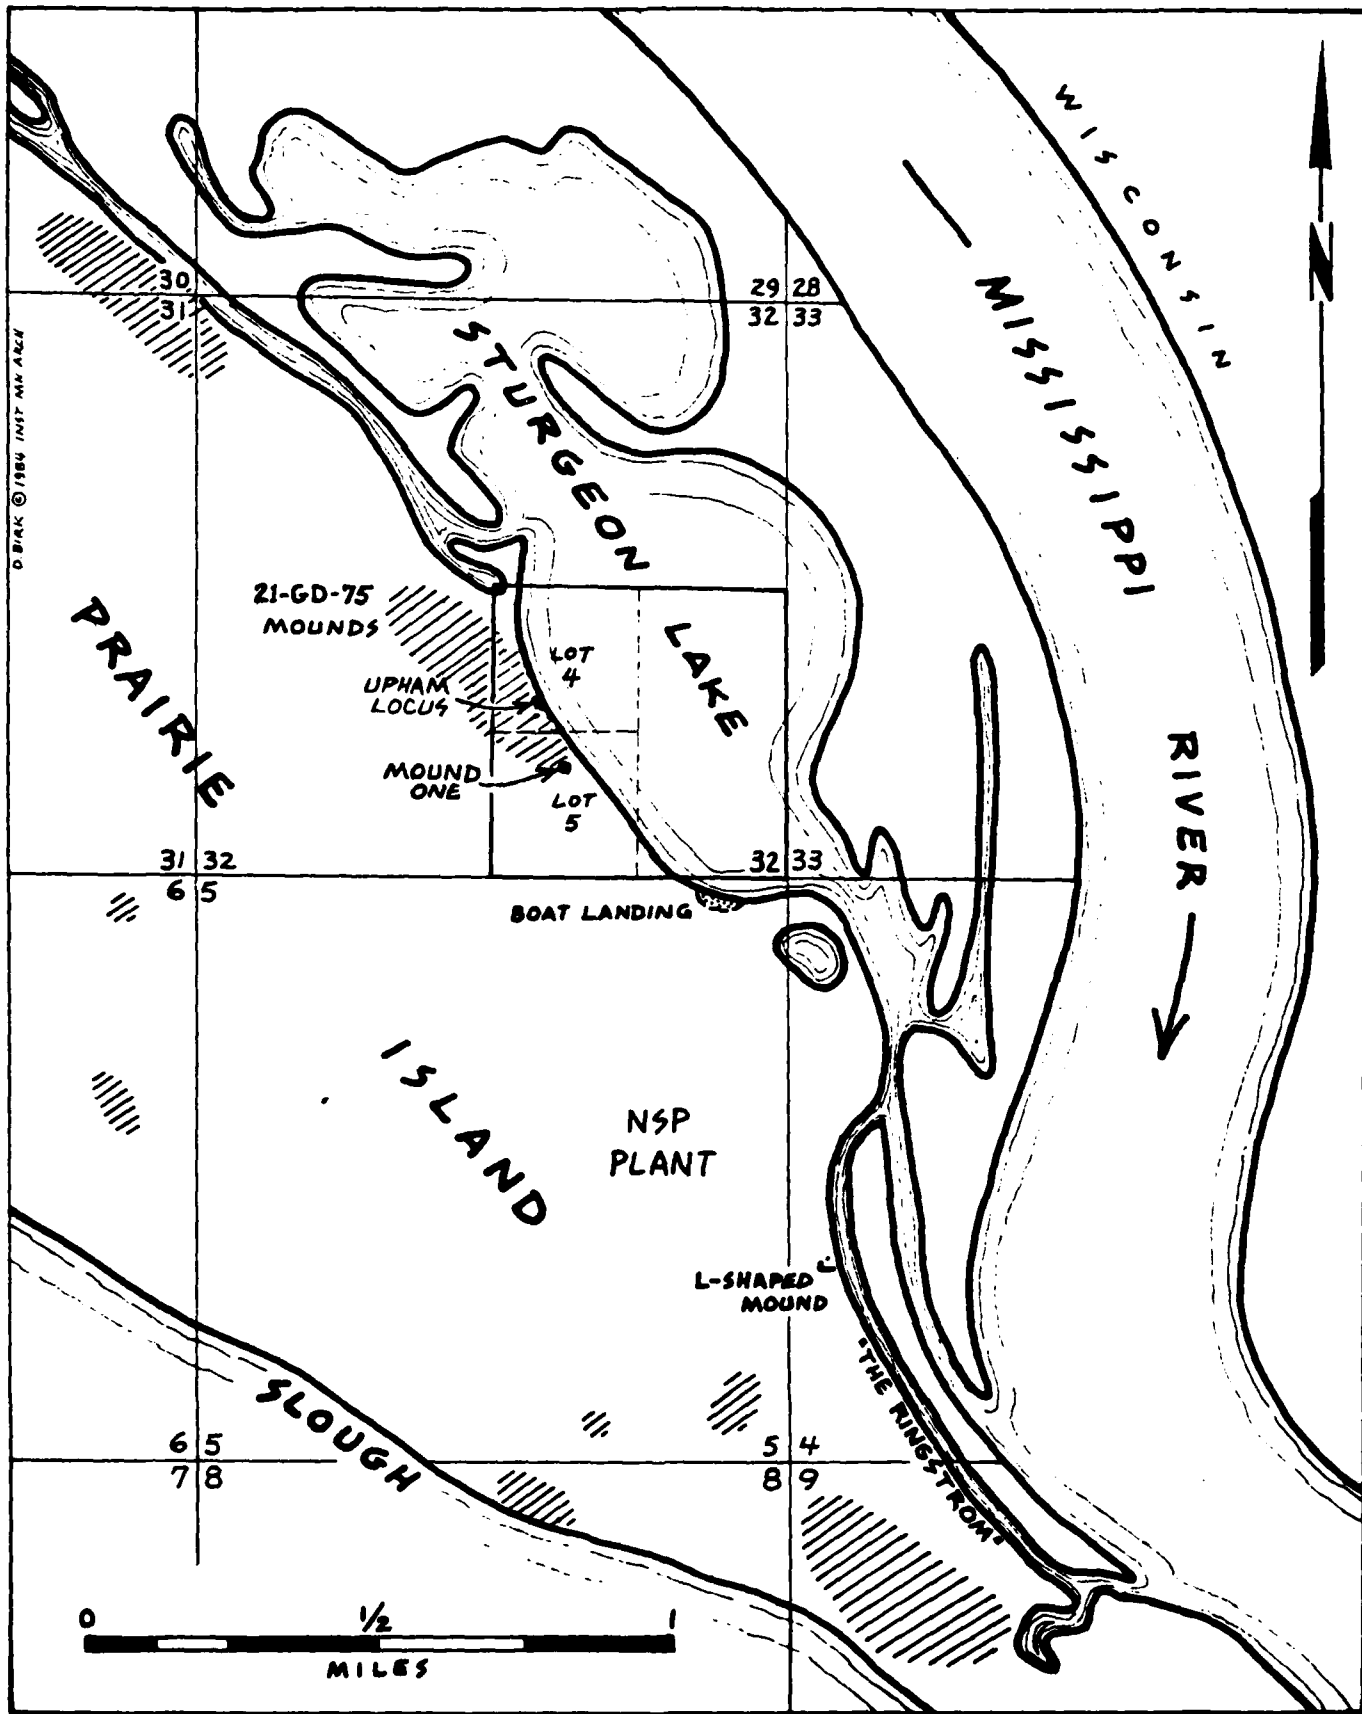 WISCONSIN
N
30
31
29 28
32 33
MISSISSIPPI
RIVER
STURGEON
LAKE
D. BIRK © 1984 INST MN ARCH
21-GD-75
MOUNDS
LOT
4
UPHAM
LOCUS
PRAIRIE
MOUND
ONE
LOT
5
31 32
6 5
32 33
BOAT LANDING
ISLAND
NSP
PLANT
L-SHAPED
MOUND
"THE RINGSTROM"
SLOUGH
6 5
7 8
5 4
8 9
0 1/2 1
MILES